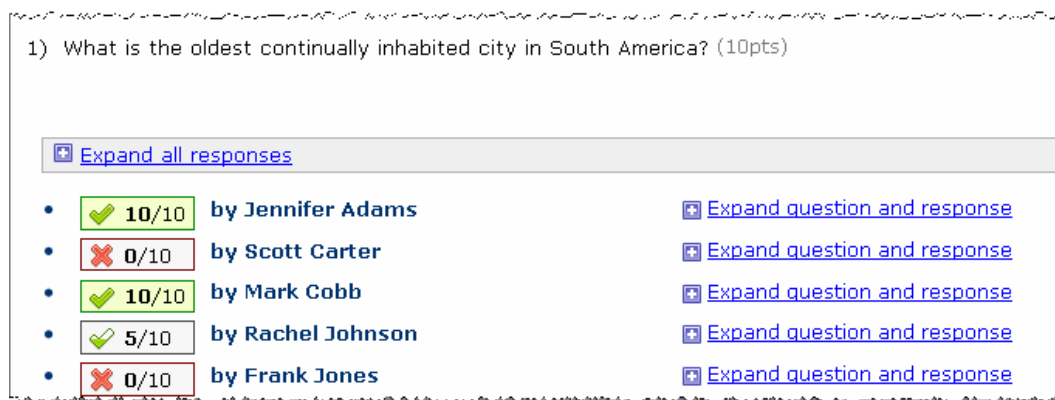 1) What is the oldest continually inhabited city in South America? (10pts)
Expand all responses
10/10 by Jennifer Adams Expand question and response
0/10 by Scott Carter Expand question and response
10/10 by Mark Cobb Expand question and response
5/10 by Rachel Johnson Expand question and response
0/10 by Frank Jones Expand question and response